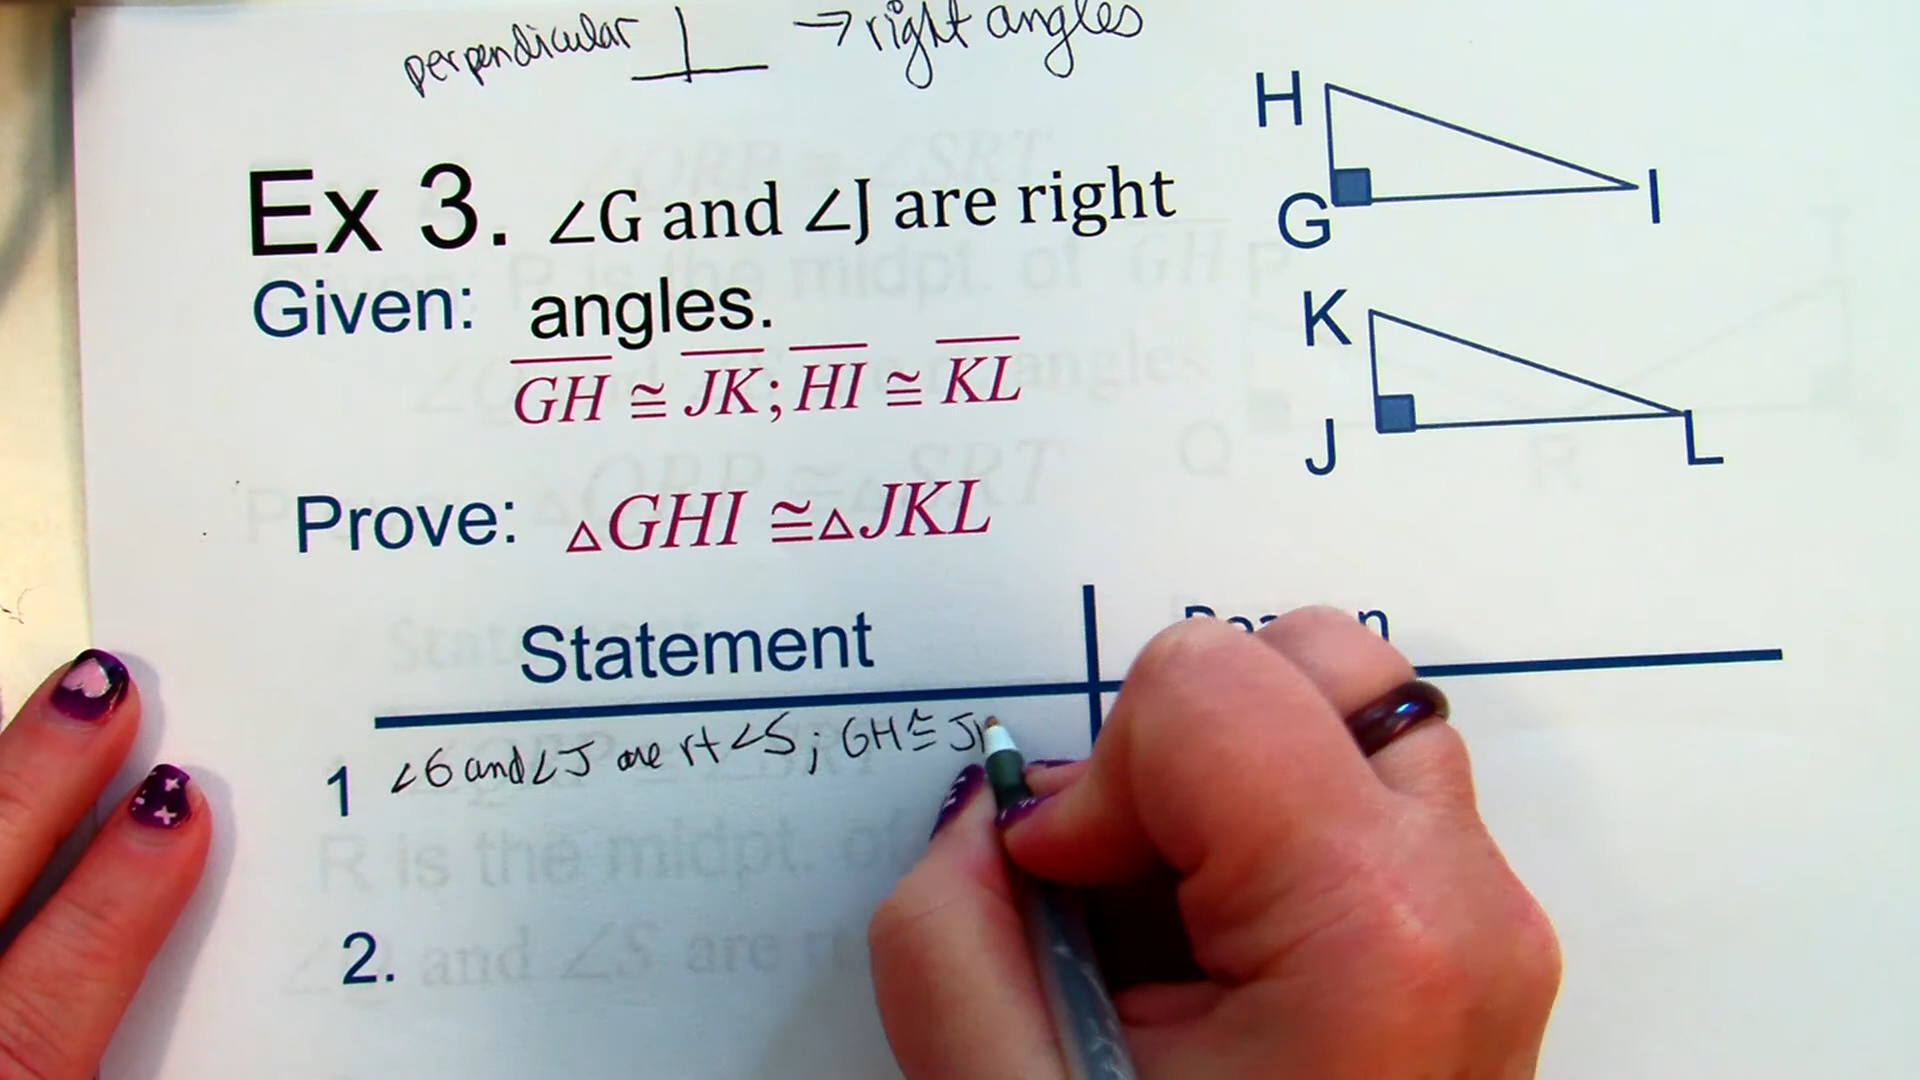 perpendicular ⊥ → right angles
H
Ex 3. ∠G and ∠J are right
G
I
Given: angles.
K
GH ≅ JK; HI ≅ KL
J
L
Prove: △GHI ≅ △JKL
Statement
1 ∠G and ∠J are rt ∠S; GH ≅ JK
2.